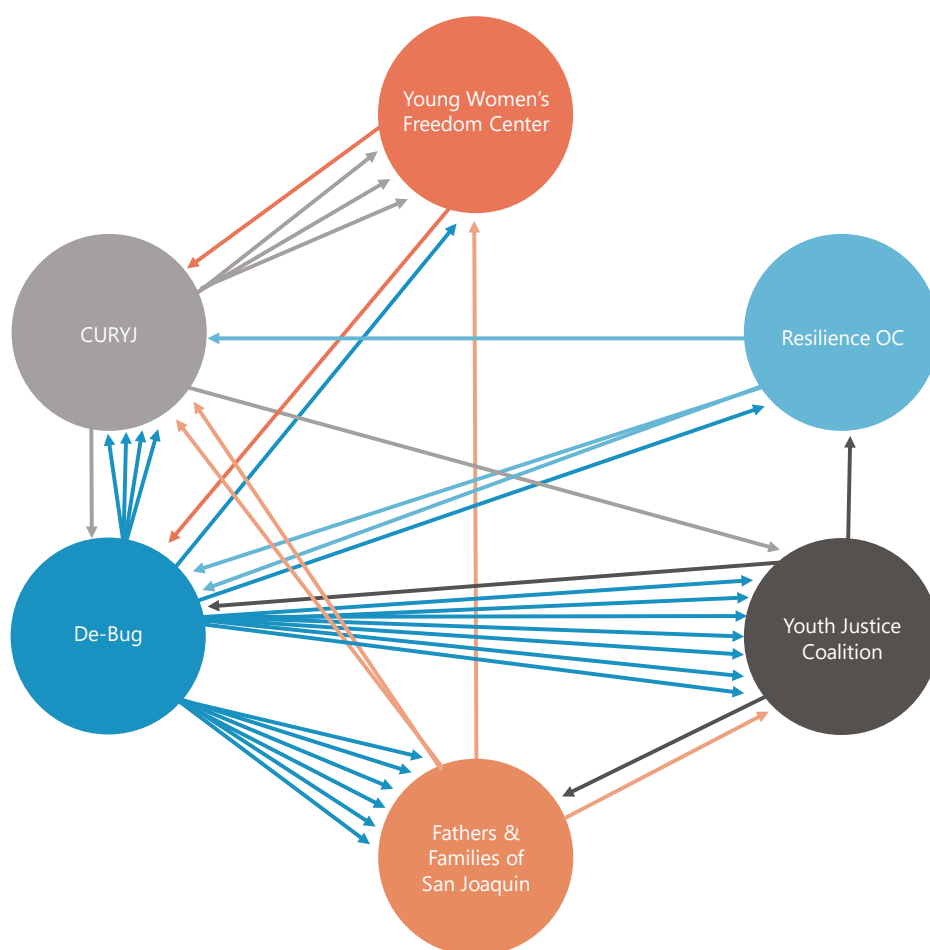 Young Women’s
Freedom Center
CURYJ
Resilience OC
De-Bug
Youth Justice
Coalition
Fathers &
Families of
San Joaquin